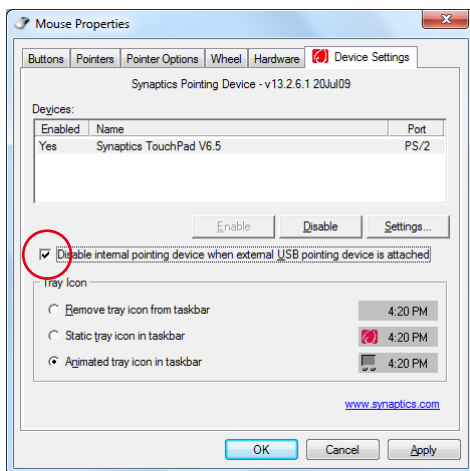 Mouse Properties
Buttons Pointers Pointer Options Wheel Hardware Device Settings
Synaptics Pointing Device - v13.2.6.1 20Jul09
Devices:
Enabled Name Port
Yes Synaptics TouchPad V6.5 PS/2
Enable Disable Settings...
Disable internal pointing device when external USB pointing device is attached
Tray Icon
Remove tray icon from taskbar 4:20 PM
Static tray icon in taskbar 4:20 PM
Animated tray icon in taskbar 4:20 PM
www.synaptics.com
OK Cancel Apply